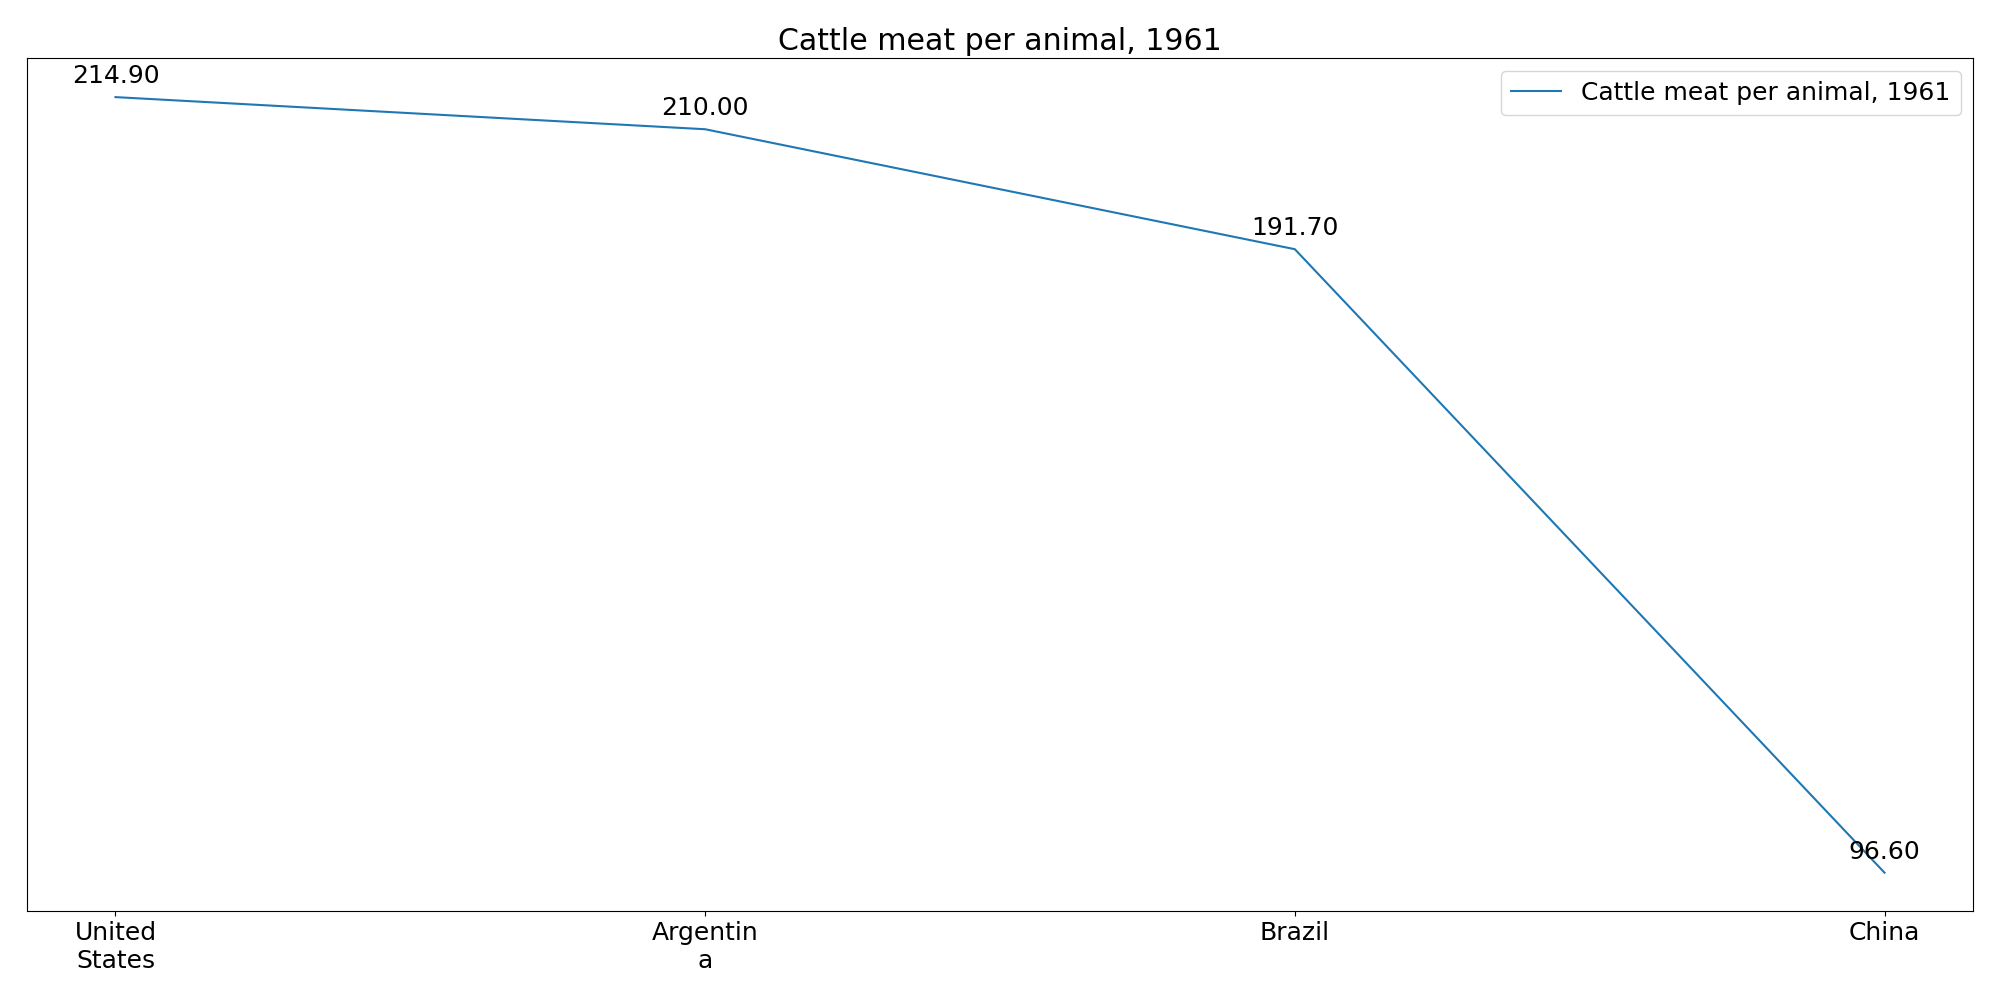 Cattle meat per animal, 1961
214.90
Cattle meat per animal, 1961
210.00
191.70
96.60
United
States
Argentin
a
Brazil
China